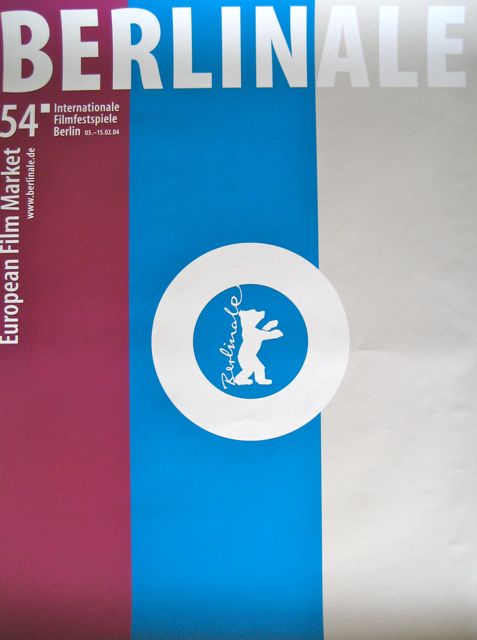 BERLINALE
54.
Internationale
Filmfestspiele
Berlin 05.–15.02.04
European Film Market
www.berlinale.de
Berlinale